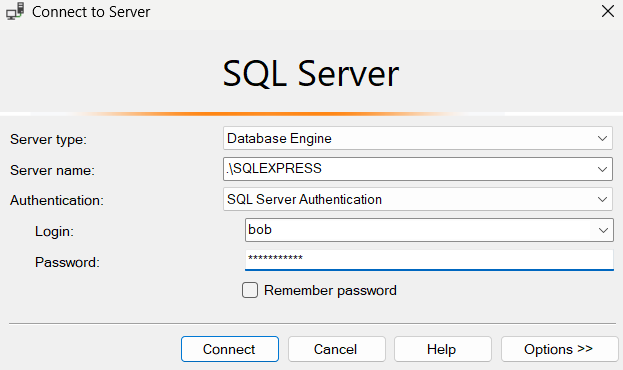 Connect to Server
SQL Server
Server type: Database Engine
Server name: .\SQLEXPRESS
Authentication: SQL Server Authentication
Login: bob
Password: ***********
Remember password
Connect Cancel Help Options >>